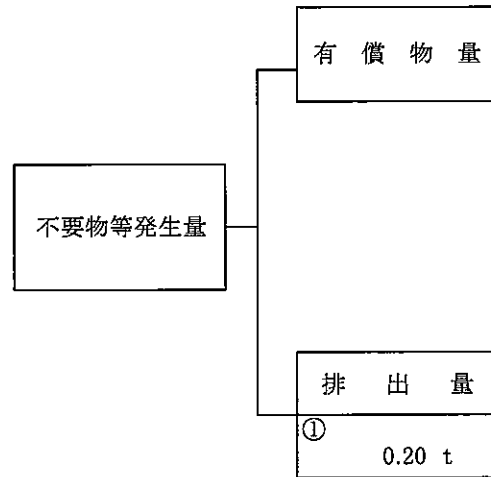 有償物量
不要物等発生量
排出量
①
0.20 t